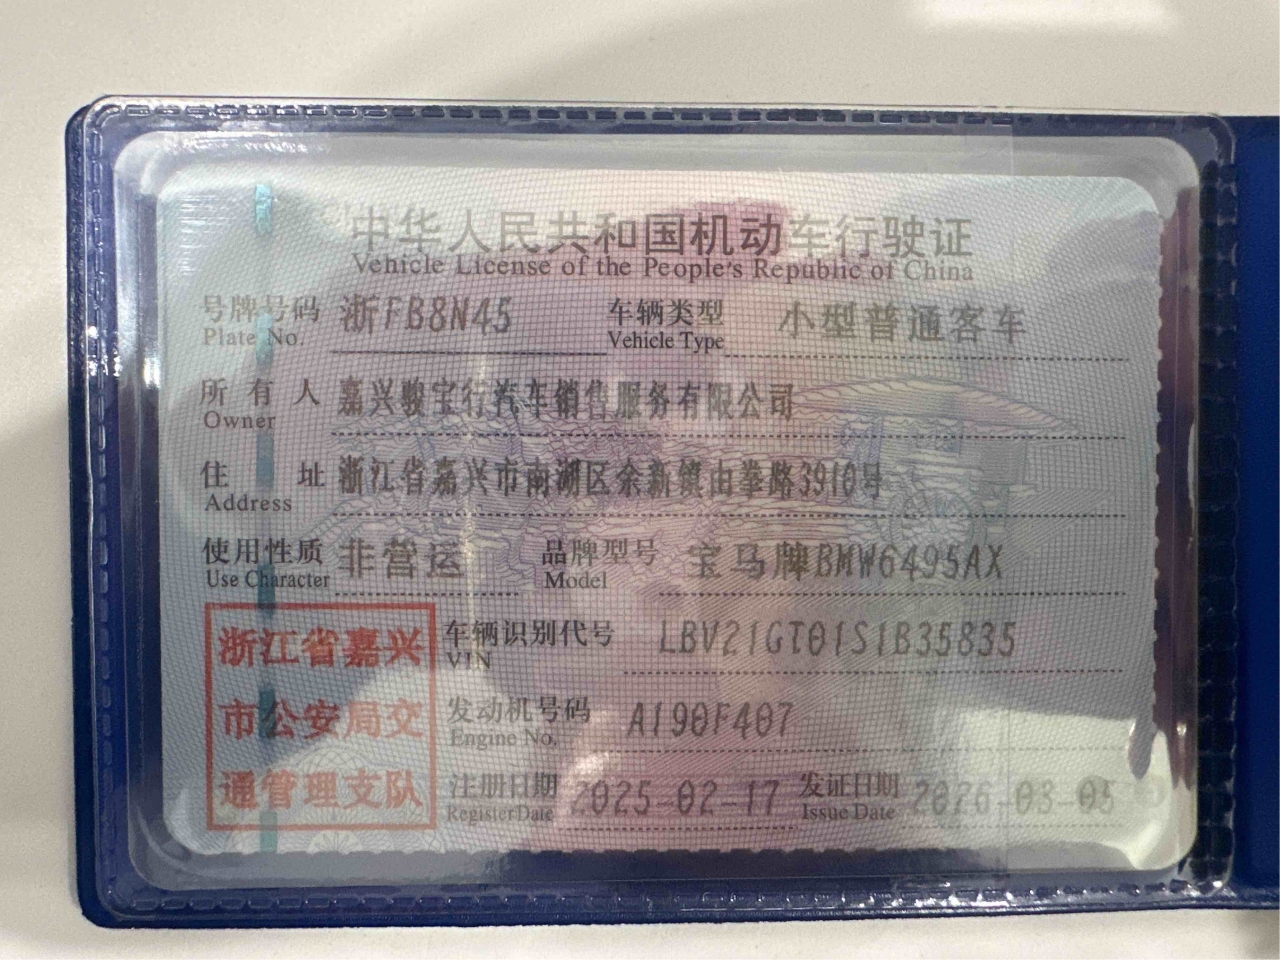 中华人民共和国机动车行驶证
Vehicle License of the People's Republic of China
号牌号码 浙FB8N45 车辆类型 小型普通客车
Plate No. Vehicle Type
所有人 嘉兴骏宝行汽车销售服务有限公司
Owner
住址 浙江省嘉兴市南湖区余新镇由拳路3910号
Address
使用性质 非营运 品牌型号 宝马牌BMW6495AX
Use Character Model
浙江省嘉兴
市公安局交
通管理支队
车辆识别代号 LBV21GT01S1B35835
VIN
发动机号码 A190F407
Engine No.
注册日期 2025-02-17 发证日期 2026-03-05
Register Date Issue Date